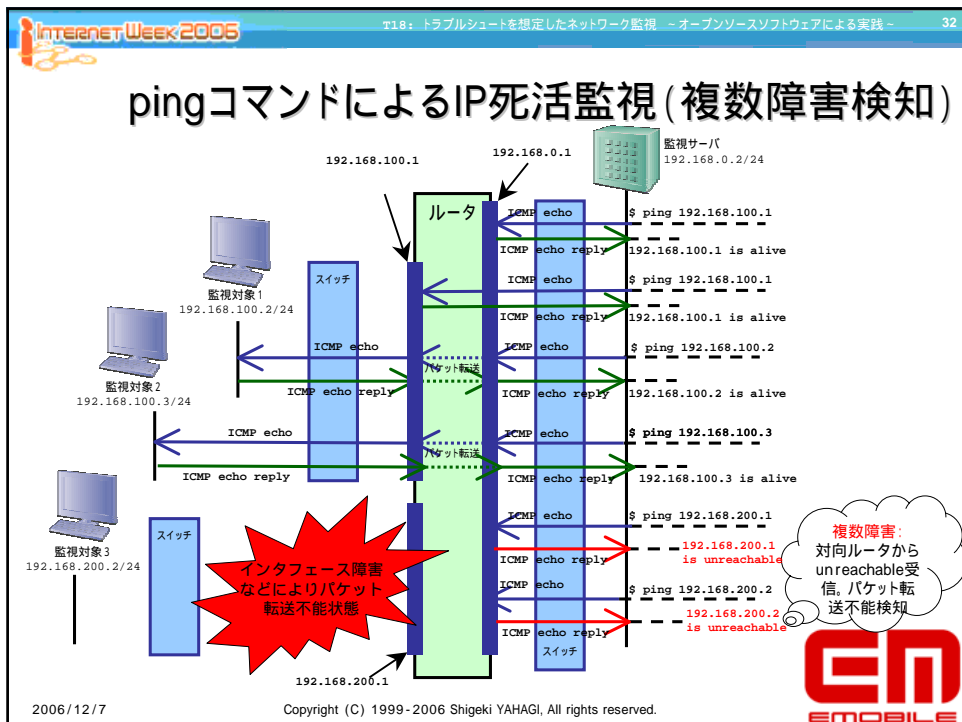 INTERNET WEEK 2006
T18: トラブルシュートを想定したネットワーク監視 ~オープンソースソフトウェアによる実践~
32
pingコマンドによるIP死活監視(複数障害検知)
監視サーバ
192.168.0.2/24
192.168.100.1
192.168.0.1
ルータ
ICMP echo
$ ping 192.168.100.1
ICMP echo reply
192.168.100.1 is alive
監視対象1
192.168.100.2/24
スイッチ
ICMP echo
$ ping 192.168.100.1
ICMP echo reply
192.168.100.1 is alive
監視対象2
192.168.100.3/24
ICMP echo
ICMP echo
$ ping 192.168.100.2
パケット転送
ICMP echo reply
ICMP echo reply
192.168.100.2 is alive
ICMP echo
ICMP echo
$ ping 192.168.100.3
パケット転送
ICMP echo reply
ICMP echo reply
192.168.100.3 is alive
監視対象3
192.168.200.2/24
スイッチ
インタフェース障害
などによりパケット
転送不能状態
ICMP echo
$ ping 192.168.200.1
ICMP echo reply
192.168.200.1
is unreachable
ICMP echo
$ ping 192.168.200.2
ICMP echo reply
192.168.200.2
is unreachable
スイッチ
複数障害:
対向ルータから
unreachable受
信。パケット転
送不能検知
192.168.200.1
2006/12/7
Copyright (C) 1999-2006 Shigeki YAHAGI, All rights reserved.
EM
EMOBILE